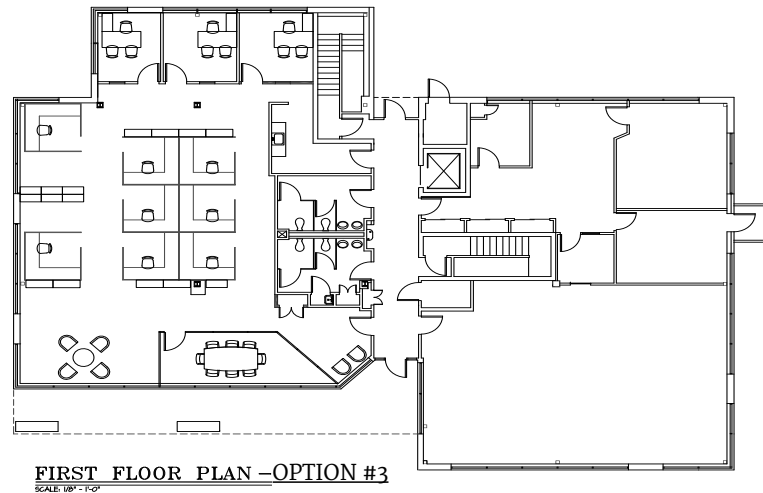 FIRST FLOOR PLAN - OPTION #3
SCALE: 1/8" = 1'-0"